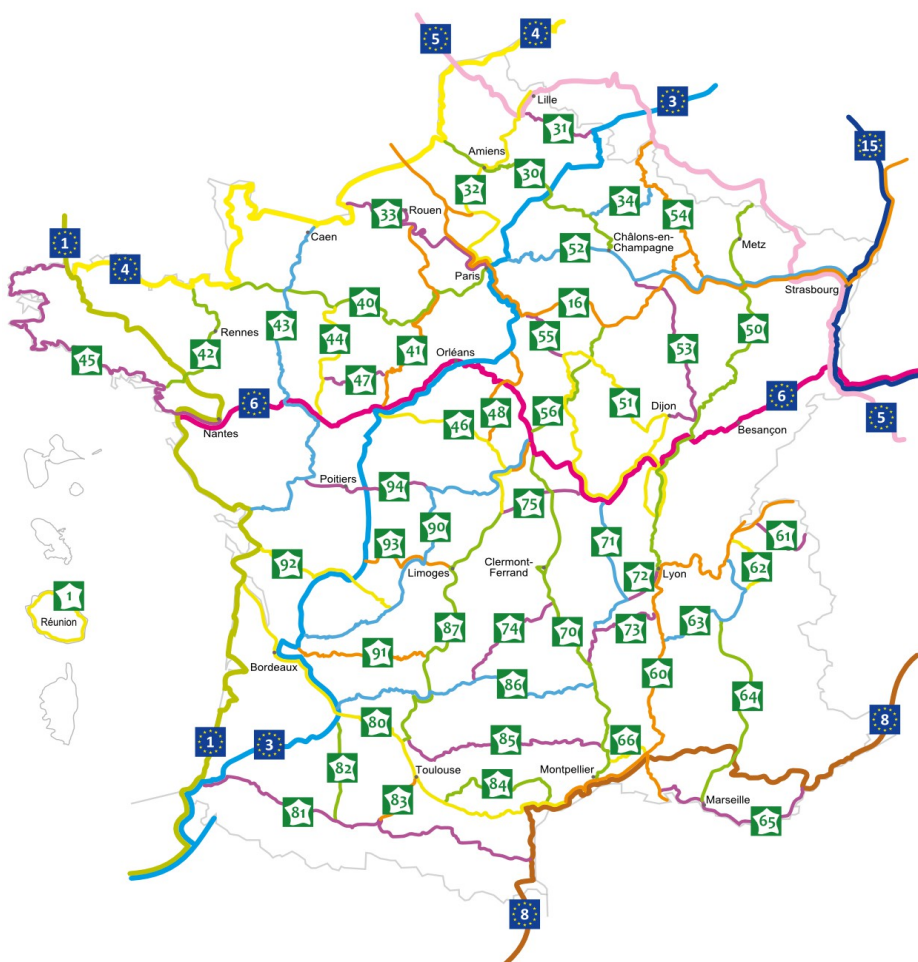 4
5
Lille
3
31
15
Amiens
30
32
34
33
Rouen
54
1
Caen
Châlons-en-
Champagne
Metz
52
4
Paris
Strasbourg
40
16
43
Rennes
50
44
55
42
41
Orléans
53
45
47
51
48
56
6
6
46
Dijon
Nantes
Besançon
5
Poitiers
94
75
90
71
61
93
92
Limoges
Clermont-
Ferrand
72
Lyon
62
1
Réunion
87
74
70
73
63
91
Bordeaux
86
60
64
80
8
1
3
85
66
82
Toulouse
Montpellier
84
83
Marseille
81
65
8